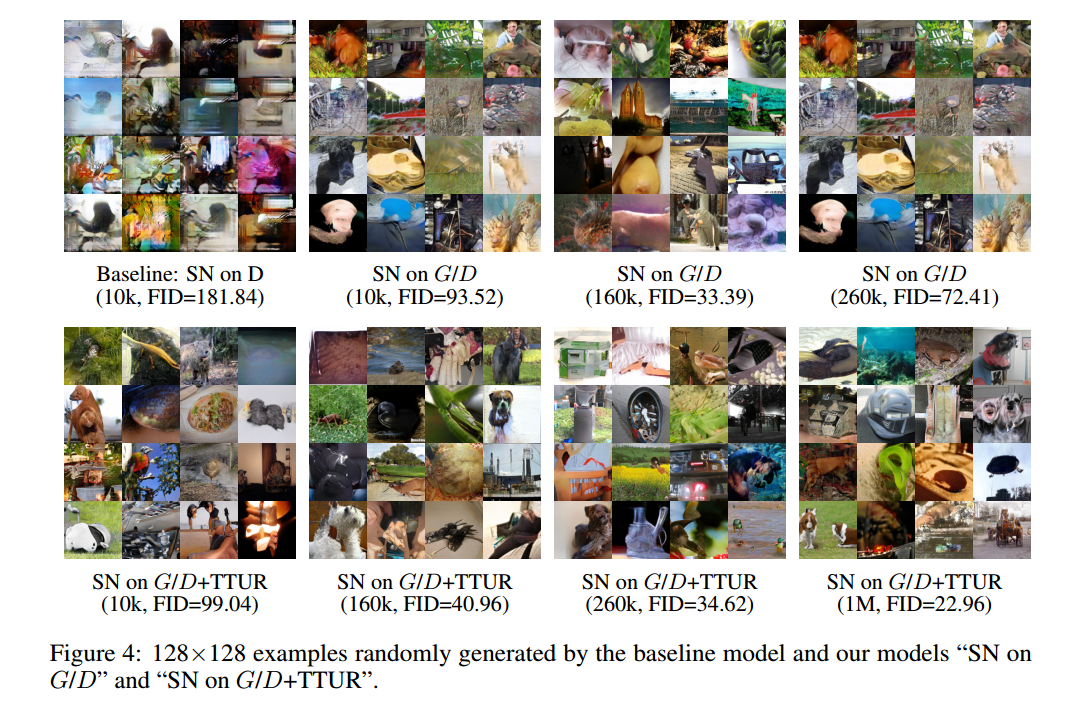 Baseline: SN on D
(10k, FID=181.84)
SN on G/D
(10k, FID=93.52)
SN on G/D
(160k, FID=33.39)
SN on G/D
(260k, FID=72.41)
SN on G/D+TTUR
(10k, FID=99.04)
SN on G/D+TTUR
(160k, FID=40.96)
SN on G/D+TTUR
(260k, FID=34.62)
SN on G/D+TTUR
(1M, FID=22.96)
Figure 4: 128×128 examples randomly generated by the baseline model and our models “SN on
G/D” and “SN on G/D+TTUR”.